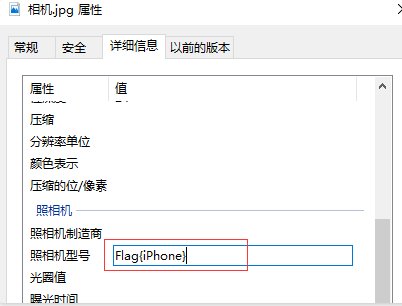 相机.jpg 属性
常规 安全 详细信息 以前的版本
属性 值
压缩
分辨率单位
颜色表示
压缩的位/像素
照相机
照相机制造商
照相机型号 Flag{iPhone}
光圈值
曝光时间